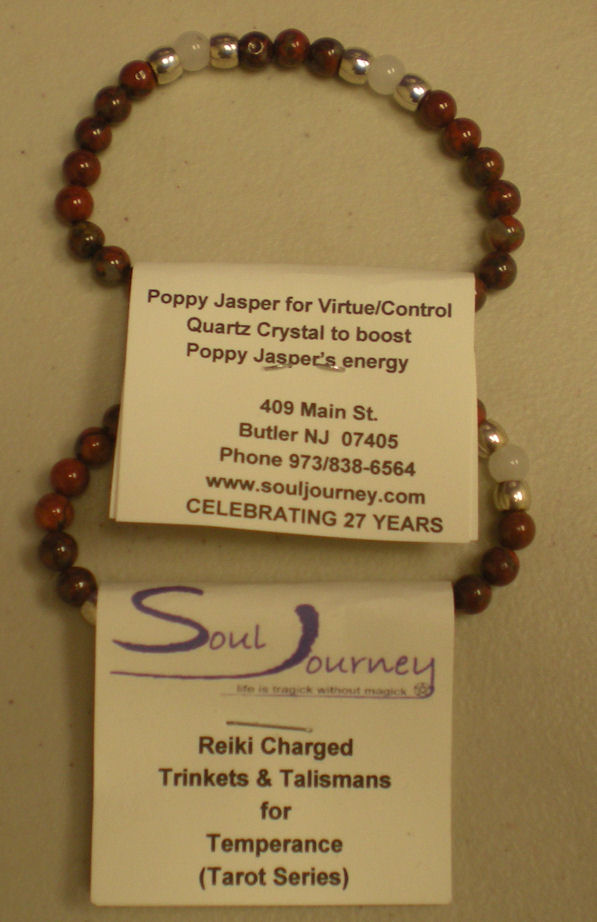 Poppy Jasper for Virtue/Control
Quartz Crystal to boost
Poppy Jasper's energy
409 Main St.
Butler NJ 07405
Phone 973/838-6564
www.souljourney.com
CELEBRATING 27 YEARS
Soul Journey
life is tragick without magick
Reiki Charged
Trinkets & Talismans
for
Temperance
(Tarot Series)